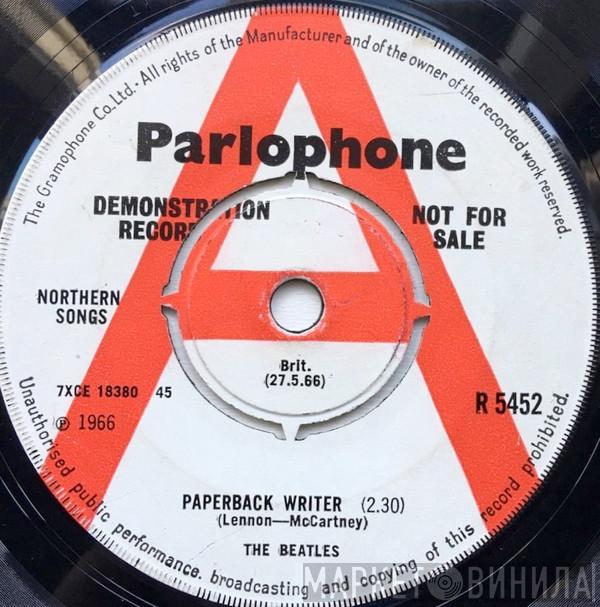 The Gramophone Co. Ltd. · All rights of the Manufacturer and of the owner of the recorded work reserved.
Parlophone
DEMONSTRATION
RECORD
NOT FOR
SALE
NORTHERN
SONGS
Brit.
(27.5.66)
7XCE 18380 45
℗ 1966
R 5452
PAPERBACK WRITER (2.30)
(Lennon—McCartney)
THE BEATLES
Unauthorised public performance, broadcasting and copying of this record prohibited.
МАРКЕТ ВИНИЛА!